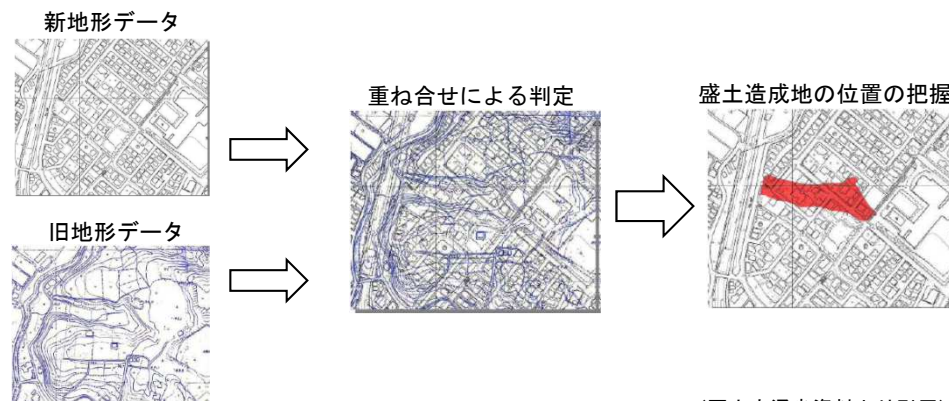 新地形データ
重ね合せによる判定
盛土造成地の位置の把握
旧地形データ